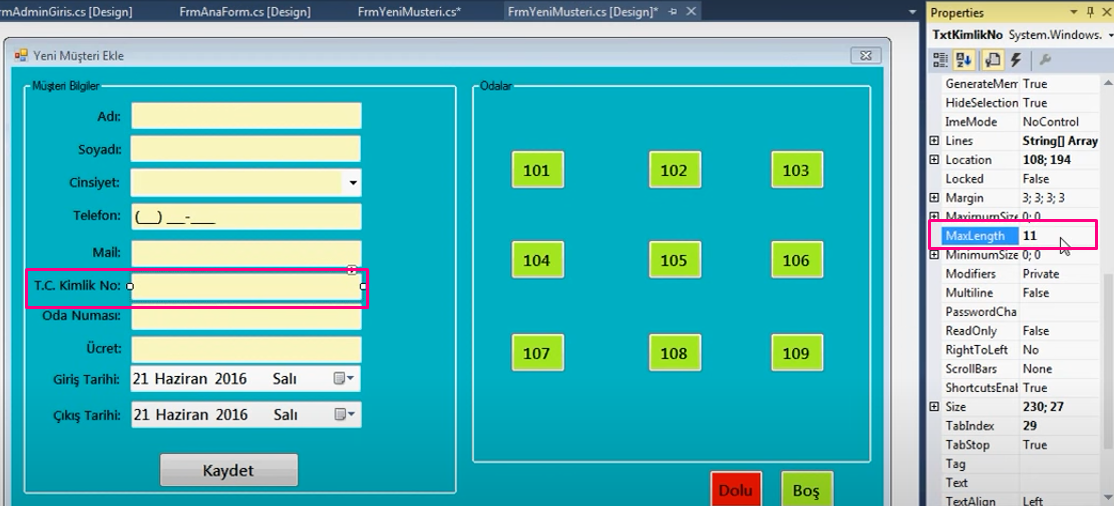 rmAdminGiris.cs [Design] FrmAnaForm.cs [Design] FrmYeniMusteri.cs* FrmYeniMusteri.cs [Design]*
Yeni Müşteri Ekle
Müşteri Bilgiler
Adı:
Soyadı:
Cinsiyet:
Telefon: (__) __-___
Mail:
T.C. Kimlik No:
Oda Numası:
Ücret:
Giriş Tarihi: 21 Haziran 2016 Salı
Çıkış Tarihi: 21 Haziran 2016 Salı
Kaydet
Odalar
101 102 103
104 105 106
107 108 109
Dolu Boş
Properties
TxtKimlikNo System.Windows.
GenerateMem True
HideSelection True
ImeMode NoControl
Lines String[] Array
Location 108; 194
Locked False
Margin 3; 3; 3; 3
MaximumSize 0; 0
MaxLength 11
MinimumSize 0; 0
Modifiers Private
Multiline False
PasswordCha
ReadOnly False
RightToLeft No
ScrollBars None
ShortcutsEnal True
Size 230; 27
TabIndex 29
TabStop True
Tag
Text
TextAlign Left